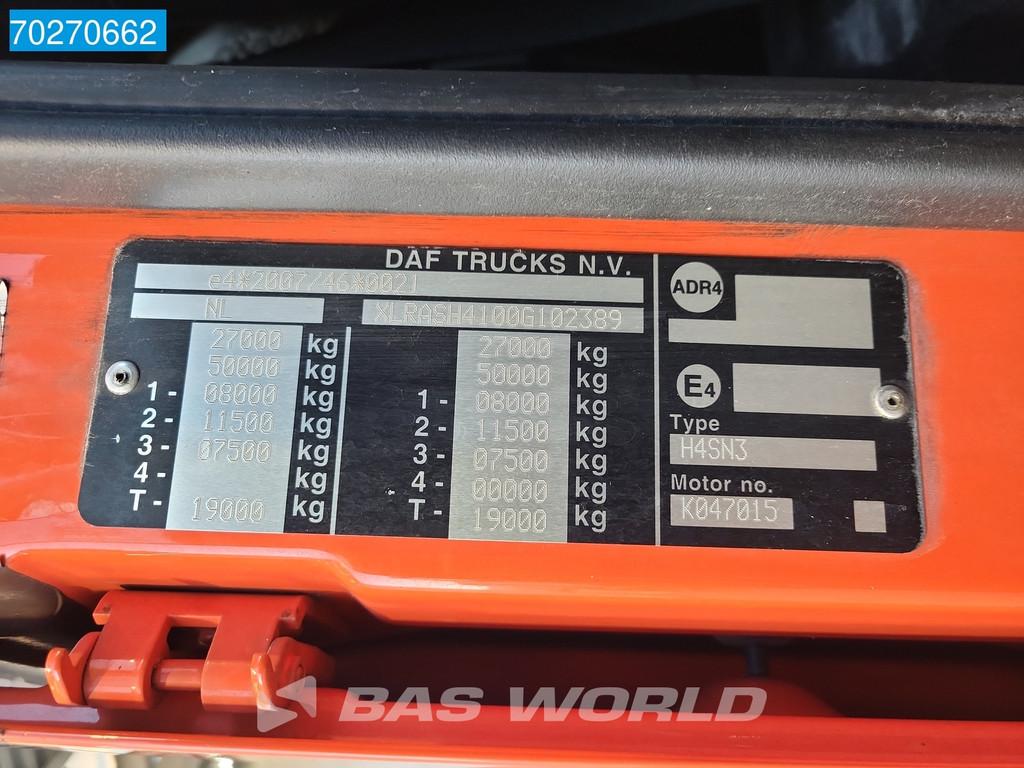 70270662
DAF TRUCKS N.V.
e4*2007/46*0021
NL XLRASH4100G102389
27000 kg 27000 kg
50000 kg 50000 kg
1- 08000 kg 1- 08000 kg
2- 11500 kg 2- 11500 kg
3- 07500 kg 3- 07500 kg
4- kg 4- 00000 kg
T- 19000 kg T- 19000 kg
ADR4
E4
Type
H4SN3
Motor no.
K047015
BAS WORLD